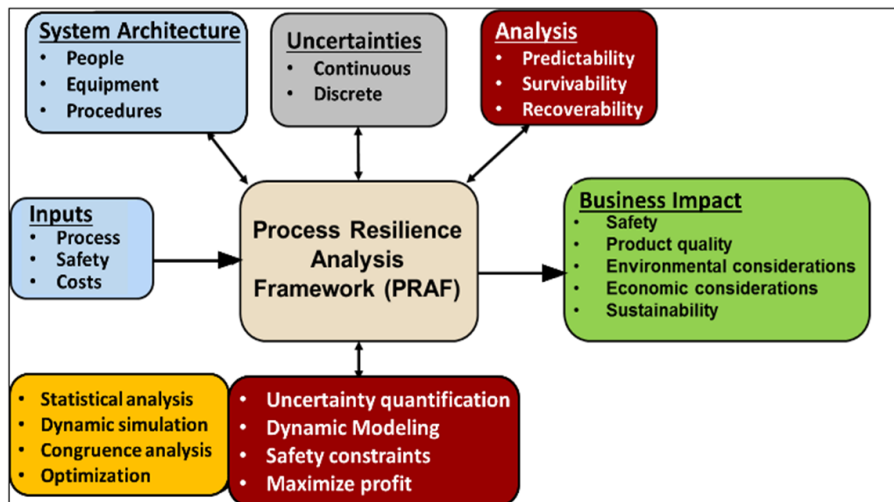 System Architecture
• People
• Equipment
• Procedures
Uncertainties
• Continuous
• Discrete
Analysis
• Predictability
• Survivability
• Recoverability
Inputs
• Process
• Safety
• Costs
Process Resilience
Analysis
Framework (PRAF)
Business Impact
• Safety
• Product quality
• Environmental considerations
• Economic considerations
• Sustainability
• Statistical analysis
• Dynamic simulation
• Congruence analysis
• Optimization
• Uncertainty quantification
• Dynamic Modeling
• Safety constraints
• Maximize profit